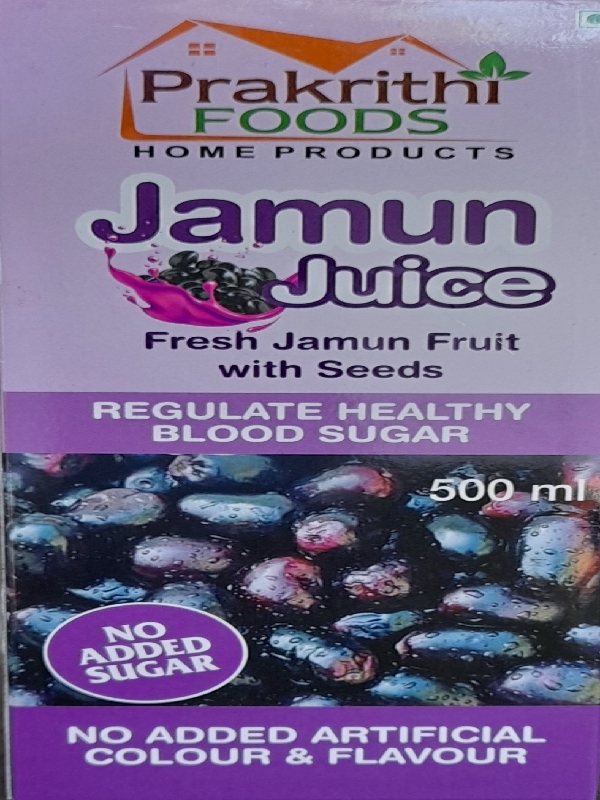 Prakrithi
FOODS
HOME PRODUCTS
Jamun
Juice
Fresh Jamun Fruit
with Seeds
REGULATE HEALTHY
BLOOD SUGAR
500 ml
NO
ADDED
SUGAR
NO ADDED ARTIFICIAL
COLOUR & FLAVOUR